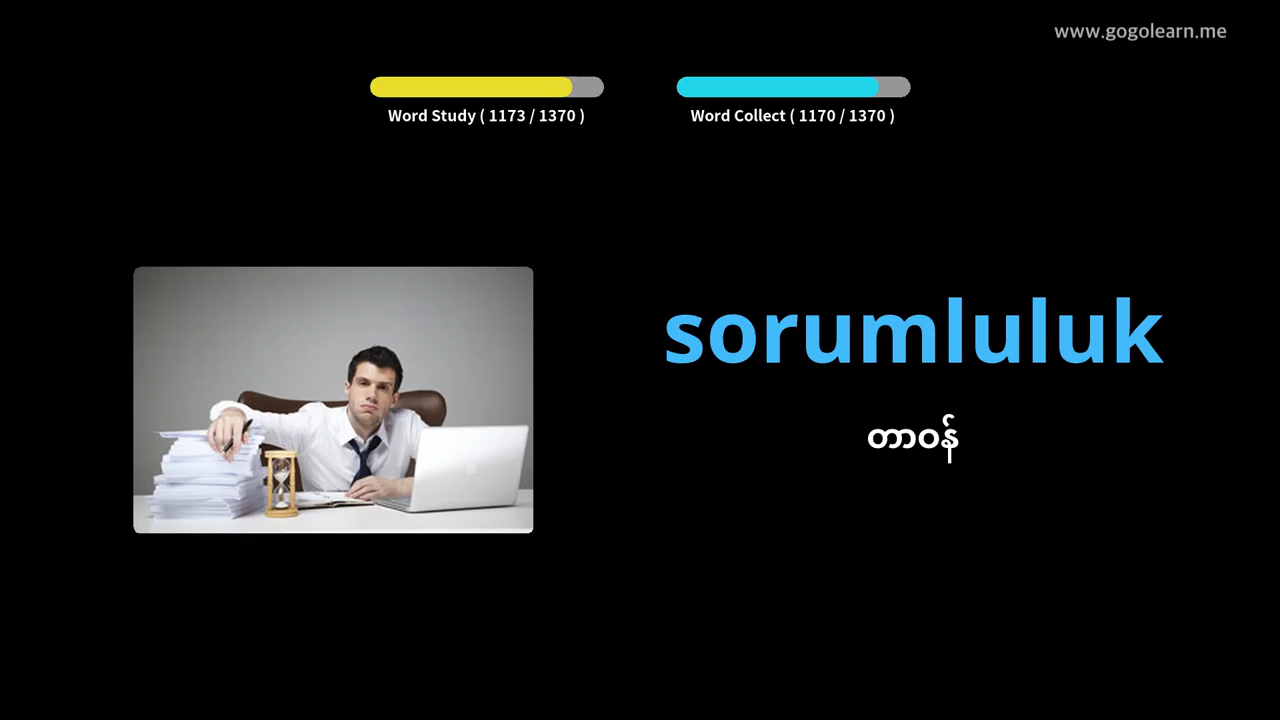 www.gogolearn.me
Word Study ( 1173 / 1370 )
Word Collect ( 1170 / 1370 )
sorumluluk
တာဝန်